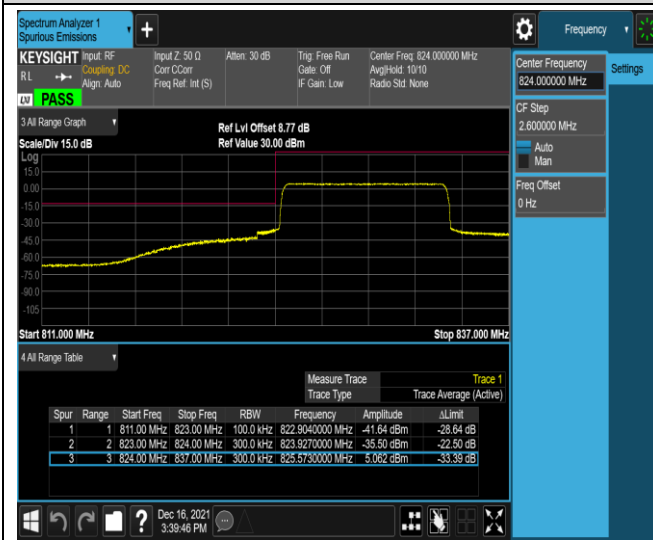 Spectrum Analyzer 1
Spurious Emissions
+
Frequency
KEYSIGHT
RL
LXI
PASS
Input: RF
Coupling: DC
Align: Auto
Input Z: 50 Ω
Corr CCorr
Freq Ref: Int (S)
Atten: 30 dB
Trig: Free Run
Gate: Off
IF Gain: Low
Center Freq: 824.000000 MHz
Avg|Hold: 10/10
Radio Std: None
Center Frequency
824.000000 MHz
Settings
CF Step
2.600000 MHz
Auto
Man
Freq Offset
0 Hz
3 All Range Graph
Scale/Div 15.0 dB
Ref Lvl Offset 8.77 dB
Ref Value 30.00 dBm
Log
15.0
0.00
-15.0
-30.0
-45.0
-60.0
-75.0
-90.0
-105
Start 811.000 MHz
Stop 837.000 MHz
4 All Range Table
Measure Trace Trace 1
Trace Type Trace Average (Active)
Spur Range Start Freq Stop Freq RBW Frequency Amplitude ΔLimit
1 1 811.00 MHz 823.00 MHz 100.0 kHz 822.9040000 MHz -41.64 dBm -28.64 dB
2 2 823.00 MHz 824.00 MHz 300.0 kHz 823.9270000 MHz -35.50 dBm -22.50 dB
3 3 824.00 MHz 837.00 MHz 300.0 kHz 825.5730000 MHz 5.062 dBm -33.39 dB
?
Dec 16, 2021
3:39:46 PM